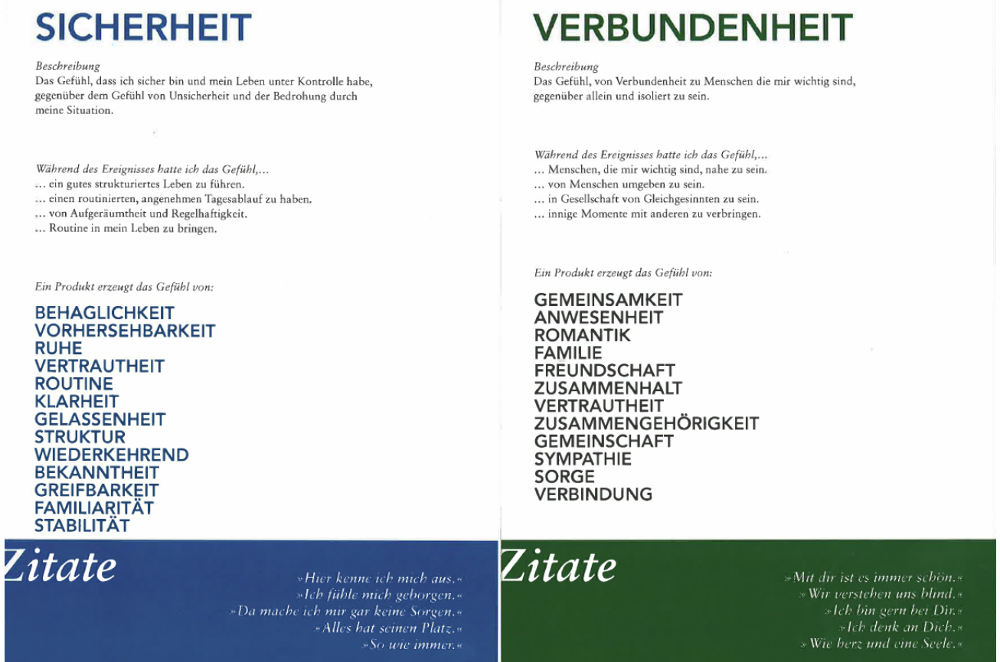 SICHERHEIT
Beschreibung
Das Gefühl, dass ich sicher bin und mein Leben unter Kontrolle habe,
gegenüber dem Gefühl von Unsicherheit und der Bedrohung durch
meine Situation.
Während des Ereignisses hatte ich das Gefühl,...
... ein gutes strukturiertes Leben zu führen.
... einen routinierten, angenehmen Tagesablauf zu haben.
... von Aufgeräumtheit und Regelhaftigkeit.
... Routine in mein Leben zu bringen.
Ein Produkt erzeugt das Gefühl von:
BEHAGLICHKEIT
VORHERSEHBARKEIT
RUHE
VERTRAUTHEIT
ROUTINE
KLARHEIT
GELASSENHEIT
STRUKTUR
WIEDERKEHREND
BEKANNTHEIT
GREIFBARKEIT
FAMILIARITÄT
STABILITÄT
Zitate
»Hier kenne ich mich aus.«
»Ich fühle mich geborgen.«
»Da mache ich mir gar keine Sorgen.«
»Alles hat seinen Platz.«
»So wie immer.«
VERBUNDENHEIT
Beschreibung
Das Gefühl, von Verbundenheit zu Menschen die mir wichtig sind,
gegenüber allein und isoliert zu sein.
Während des Ereignisses hatte ich das Gefühl,...
... Menschen, die mir wichtig sind, nahe zu sein.
... von Menschen umgeben zu sein.
... in Gesellschaft von Gleichgesinnten zu sein.
... innige Momente mit anderen zu verbringen.
Ein Produkt erzeugt das Gefühl von:
GEMEINSAMKEIT
ANWESENHEIT
ROMANTIK
FAMILIE
FREUNDSCHAFT
ZUSAMMENHALT
VERTRAUTHEIT
ZUSAMMENGEHÖRIGKEIT
GEMEINSCHAFT
SYMPATHIE
SORGE
VERBINDUNG
Zitate
»Mit dir ist es immer schön.«
»Wir verstehen uns blind.«
»Ich bin gern bei Dir.«
»Ich denk an Dich.«
»Wie herz und eine Seele.«